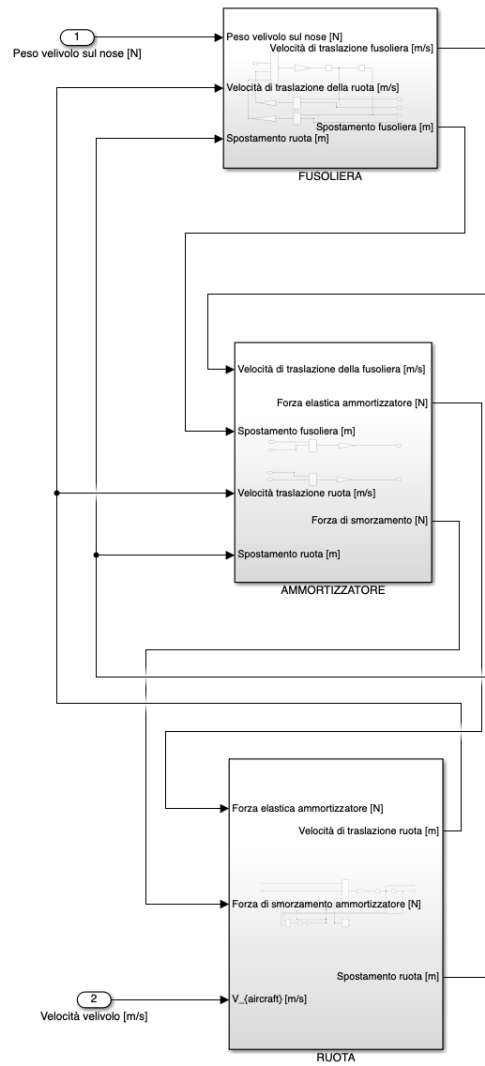 1
Peso velivolo sul nose [N]
Peso velivolo sul nose [N]
Velocità di traslazione fusoliera [m/s]
Velocità di traslazione della ruota [m/s]
Spostamento fusoliera [m]
Spostamento ruota [m]
FUSOLIERA
Velocità di traslazione della fusoliera [m/s]
Forza elastica ammortizzatore [N]
Spostamento fusoliera [m]
Velocità traslazione ruota [m/s]
Forza di smorzamento [N]
Spostamento ruota [m]
AMMORTIZZATORE
Forza elastica ammortizzatore [N]
Velocità di traslazione ruota [m]
Forza di smorzamento ammortizzatore [N]
Spostamento ruota [m]
2
V_{aircraft} [m/s]
Velocità velivolo [m/s]
RUOTA